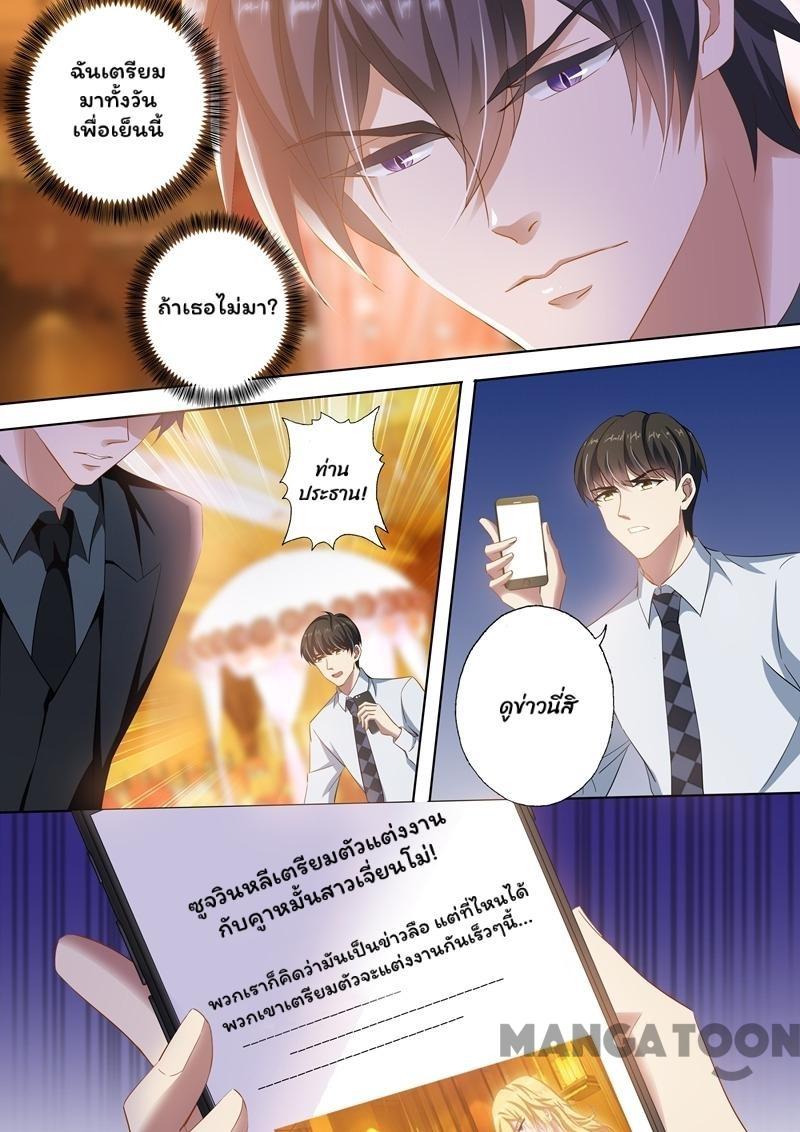 ฉันเตรียม
มาทั้งวัน
เพื่อเย็นนี้
ถ้าเธอไม่มา?
ท่าน
ประธาน!
ดูข่าวนี่สิ
ซูจวินหลีเตรียมตัวแต่งงาน
กับคูาหมั้นสาวเจี่ยนโม่!
พวกเราก็คิดว่ามันเป็นข่าวลือ แต่ที่ไหนได้
พวกเขาเตรียมตัวจะแต่งงานกันเร็วๆนี้...
MANGATOON